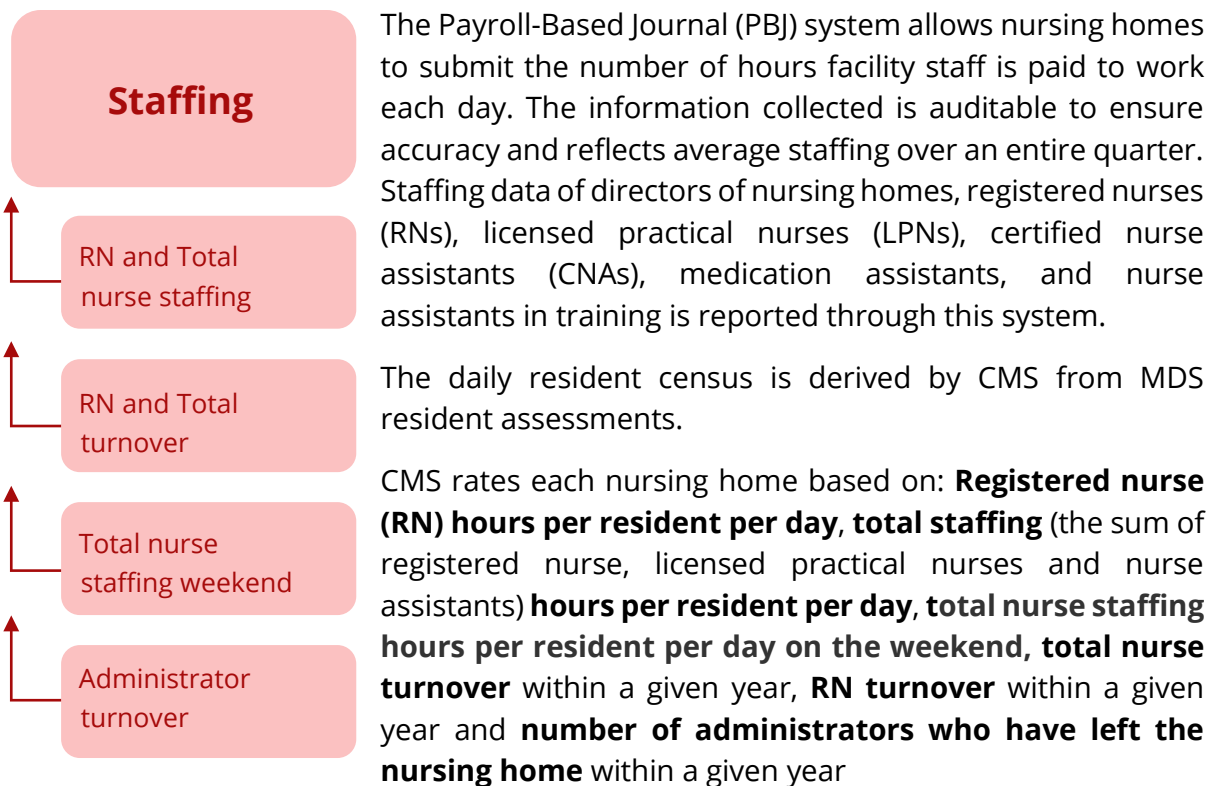 Staffing
RN and Total
nurse staffing
RN and Total
turnover
Total nurse
staffing weekend
Administrator
turnover
The Payroll-Based Journal (PBJ) system allows nursing homes
to submit the number of hours facility staff is paid to work
each day. The information collected is auditable to ensure
accuracy and reflects average staffing over an entire quarter.
Staffing data of directors of nursing homes, registered nurses
(RNs), licensed practical nurses (LPNs), certified nurse
assistants (CNAs), medication assistants, and nurse
assistants in training is reported through this system.
The daily resident census is derived by CMS from MDS
resident assessments.
CMS rates each nursing home based on: Registered nurse
(RN) hours per resident per day, total staffing (the sum of
registered nurse, licensed practical nurses and nurse
assistants) hours per resident per day, total nurse staffing
hours per resident per day on the weekend, total nurse
turnover within a given year, RN turnover within a given
year and number of administrators who have left the
nursing home within a given year